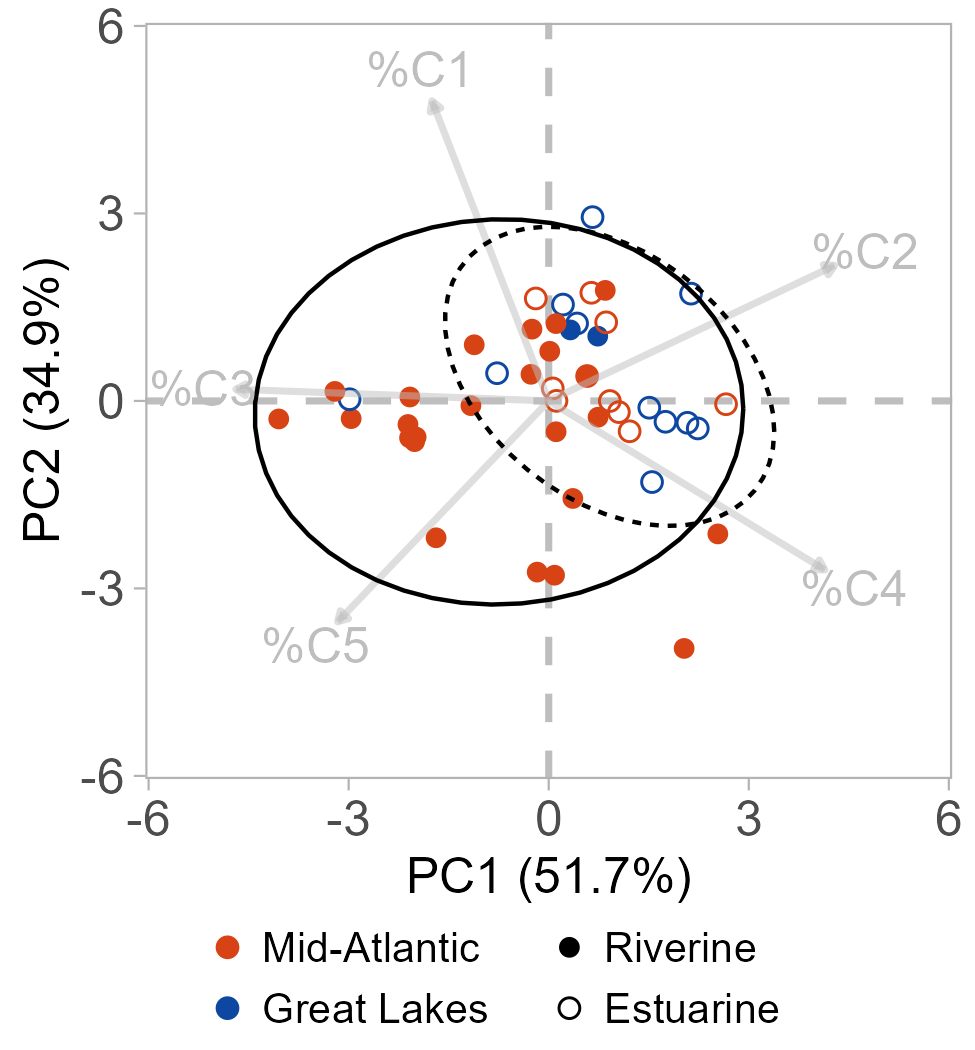 6
%C1
3
%C2
PC2 (34.9%)
%C3
0
-3
%C4
%C5
-6
-6 -3 0 3 6
PC1 (51.7%)
Mid-Atlantic Riverine
Great Lakes Estuarine